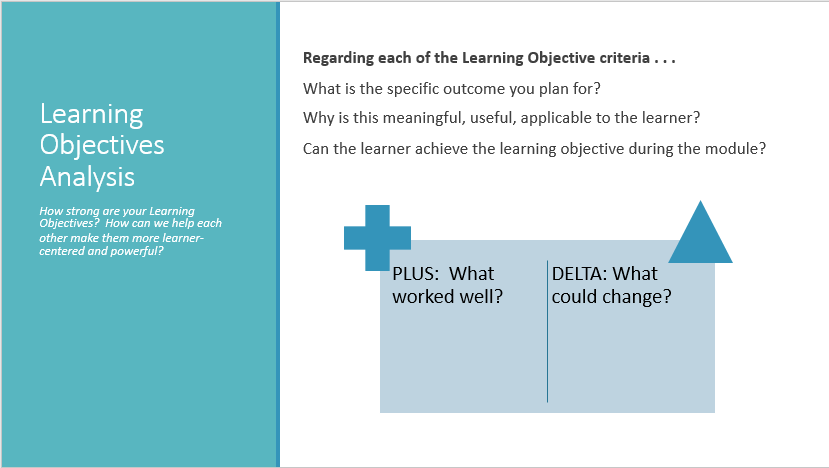 Learning
Objectives
Analysis
How strong are your Learning
Objectives?  How can we help each
other make them more learner-
centered and powerful?
Regarding each of the Learning Objective criteria . . .
What is the specific outcome you plan for?
Why is this meaningful, useful, applicable to the learner?
Can the learner achieve the learning objective during the module?
PLUS:  What
worked well?
DELTA: What
could change?